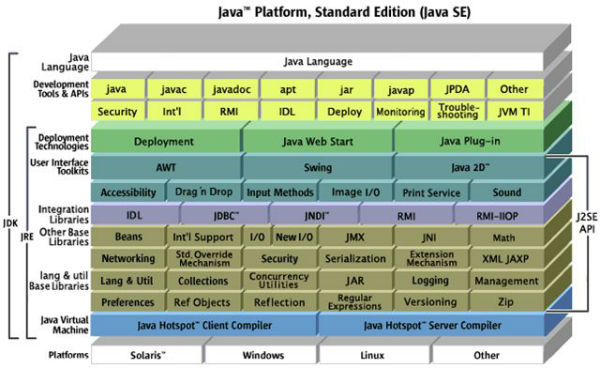 Java™ Platform, Standard Edition (Java SE)
Java Language
Java Language
Development Tools & APIs
java javac javadoc apt jar javap JPDA Other
Security Int'l RMI IDL Deploy Monitoring Trouble-shooting JVM TI
Deployment Technologies
Deployment Java Web Start Java Plug-in
User Interface Toolkits
AWT Swing Java 2D™
Accessibility Drag 'n Drop Input Methods Image I/O Print Service Sound
Integration Libraries
IDL JDBC™ JNDI™ RMI RMI-IIOP
Other Base Libraries
Beans Int'l Support I/O New I/O JMX JNI Math
Networking Std. Override Mechanism Security Serialization Extension Mechanism XML JAXP
lang & util Base Libraries
Lang & Util Collections Concurrency Utilities JAR Logging Management
Preferences Ref Objects Reflection Regular Expressions Versioning Zip
Java Virtual Machine
Java Hotspot™ Client Compiler Java Hotspot™ Server Compiler
Platforms
Solaris™ Windows Linux Other
JDK
JRE
J2SE API